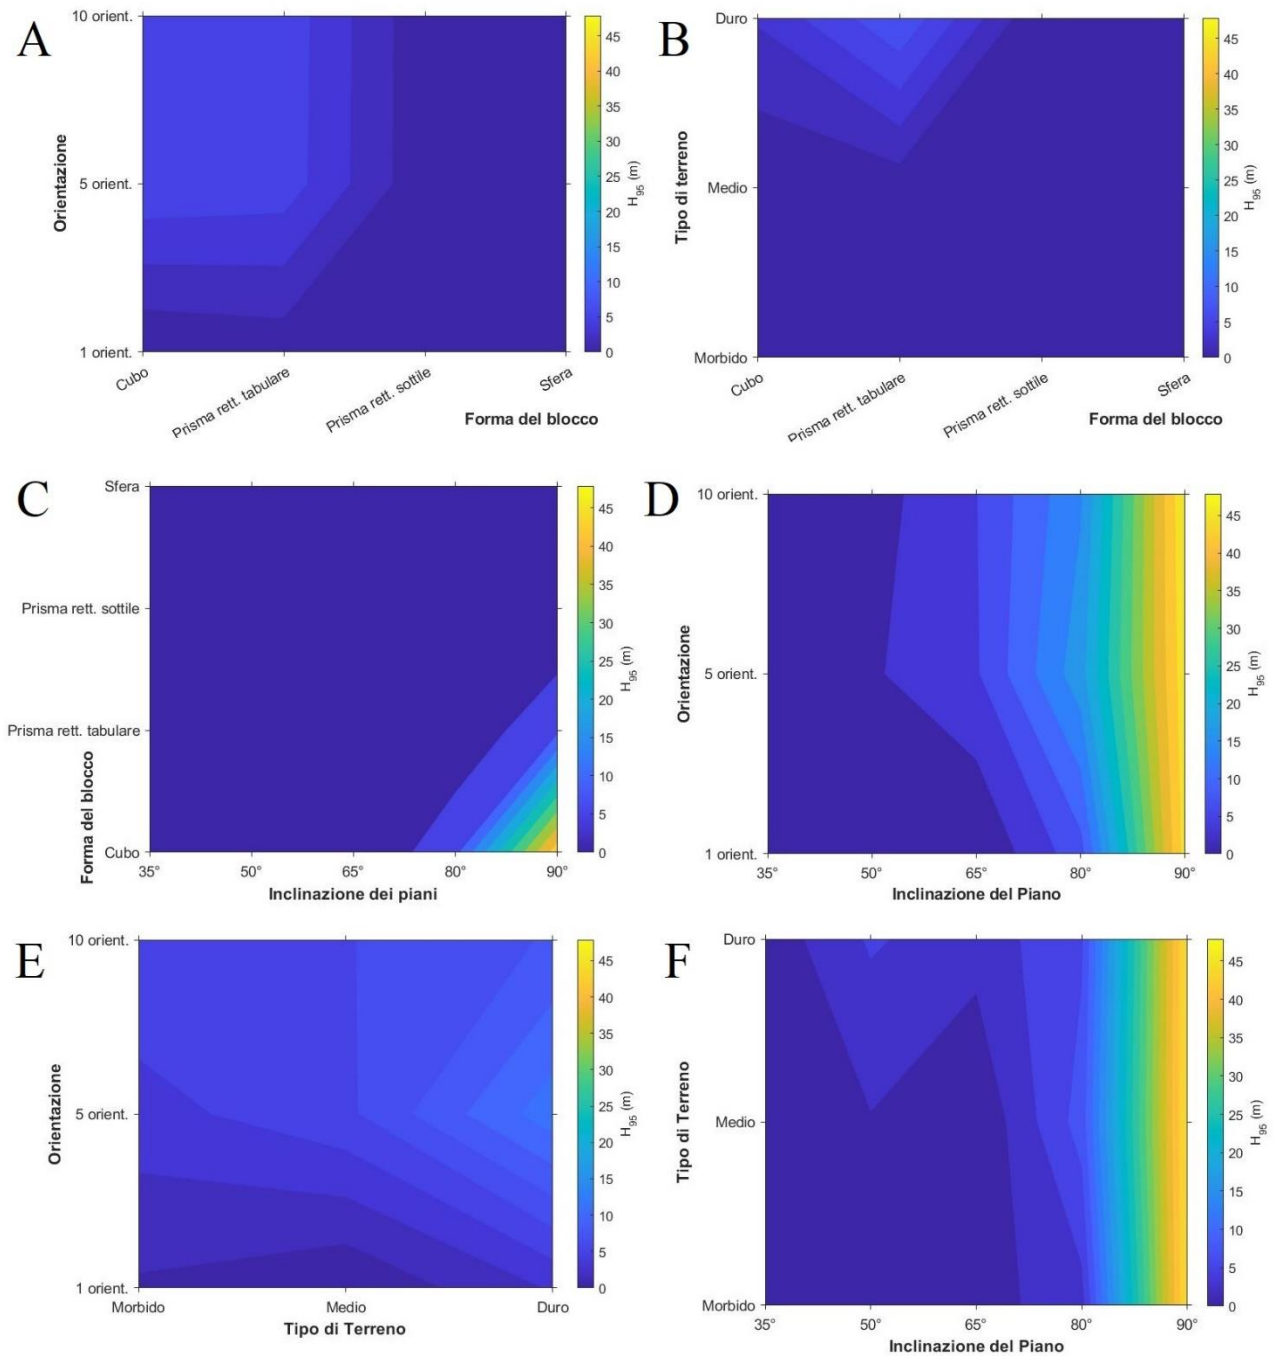 A
10 orient.
5 orient.
1 orient.
Orientazione
Cubo
Prisma rett. tabulare
Prisma rett. sottile
Sfera
Forma del blocco
45
40
35
30
25
20
15
10
5
0
H95 (m)
B
Duro
Medio
Morbido
Tipo di terreno
Cubo
Prisma rett. tabulare
Prisma rett. sottile
Sfera
Forma del blocco
45
40
35
30
25
20
15
10
5
0
H95 (m)
C
Sfera
Prisma rett. sottile
Prisma rett. tabulare
Cubo
Forma del blocco
35° 50° 65° 80° 90°
Inclinazione dei piani
45
40
35
30
25
20
15
10
5
0
H95 (m)
D
10 orient.
5 orient.
1 orient.
Orientazione
35° 50° 65° 80° 90°
Inclinazione del Piano
45
40
35
30
25
20
15
10
5
0
H95 (m)
E
10 orient.
5 orient.
1 orient.
Orientazione
Morbido Medio Duro
Tipo di Terreno
45
40
35
30
25
20
15
10
5
0
H95 (m)
F
Duro
Medio
Morbido
Tipo di Terreno
35° 50° 65° 80° 90°
Inclinazione del Piano
45
40
35
30
25
20
15
10
5
0
H95 (m)